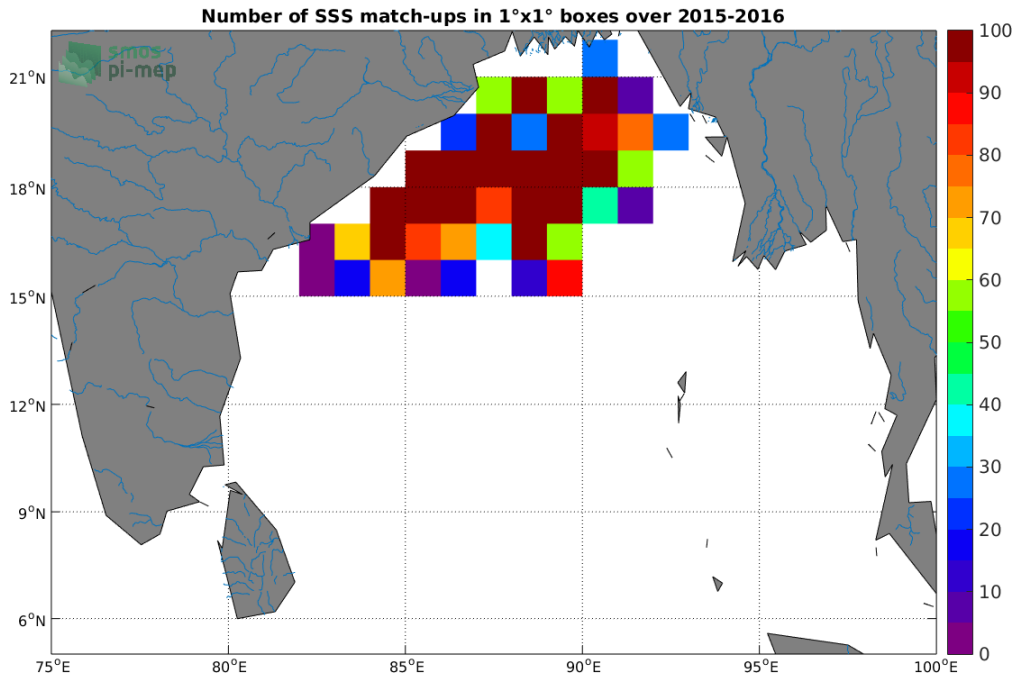 Number of SSS match-ups in 1°x1° boxes over 2015-2016
smos
pi-mep
21°N
18°N
15°N
12°N
9°N
6°N
75°E 80°E 85°E 90°E 95°E 100°E
100
90
80
70
60
50
40
30
20
10
0